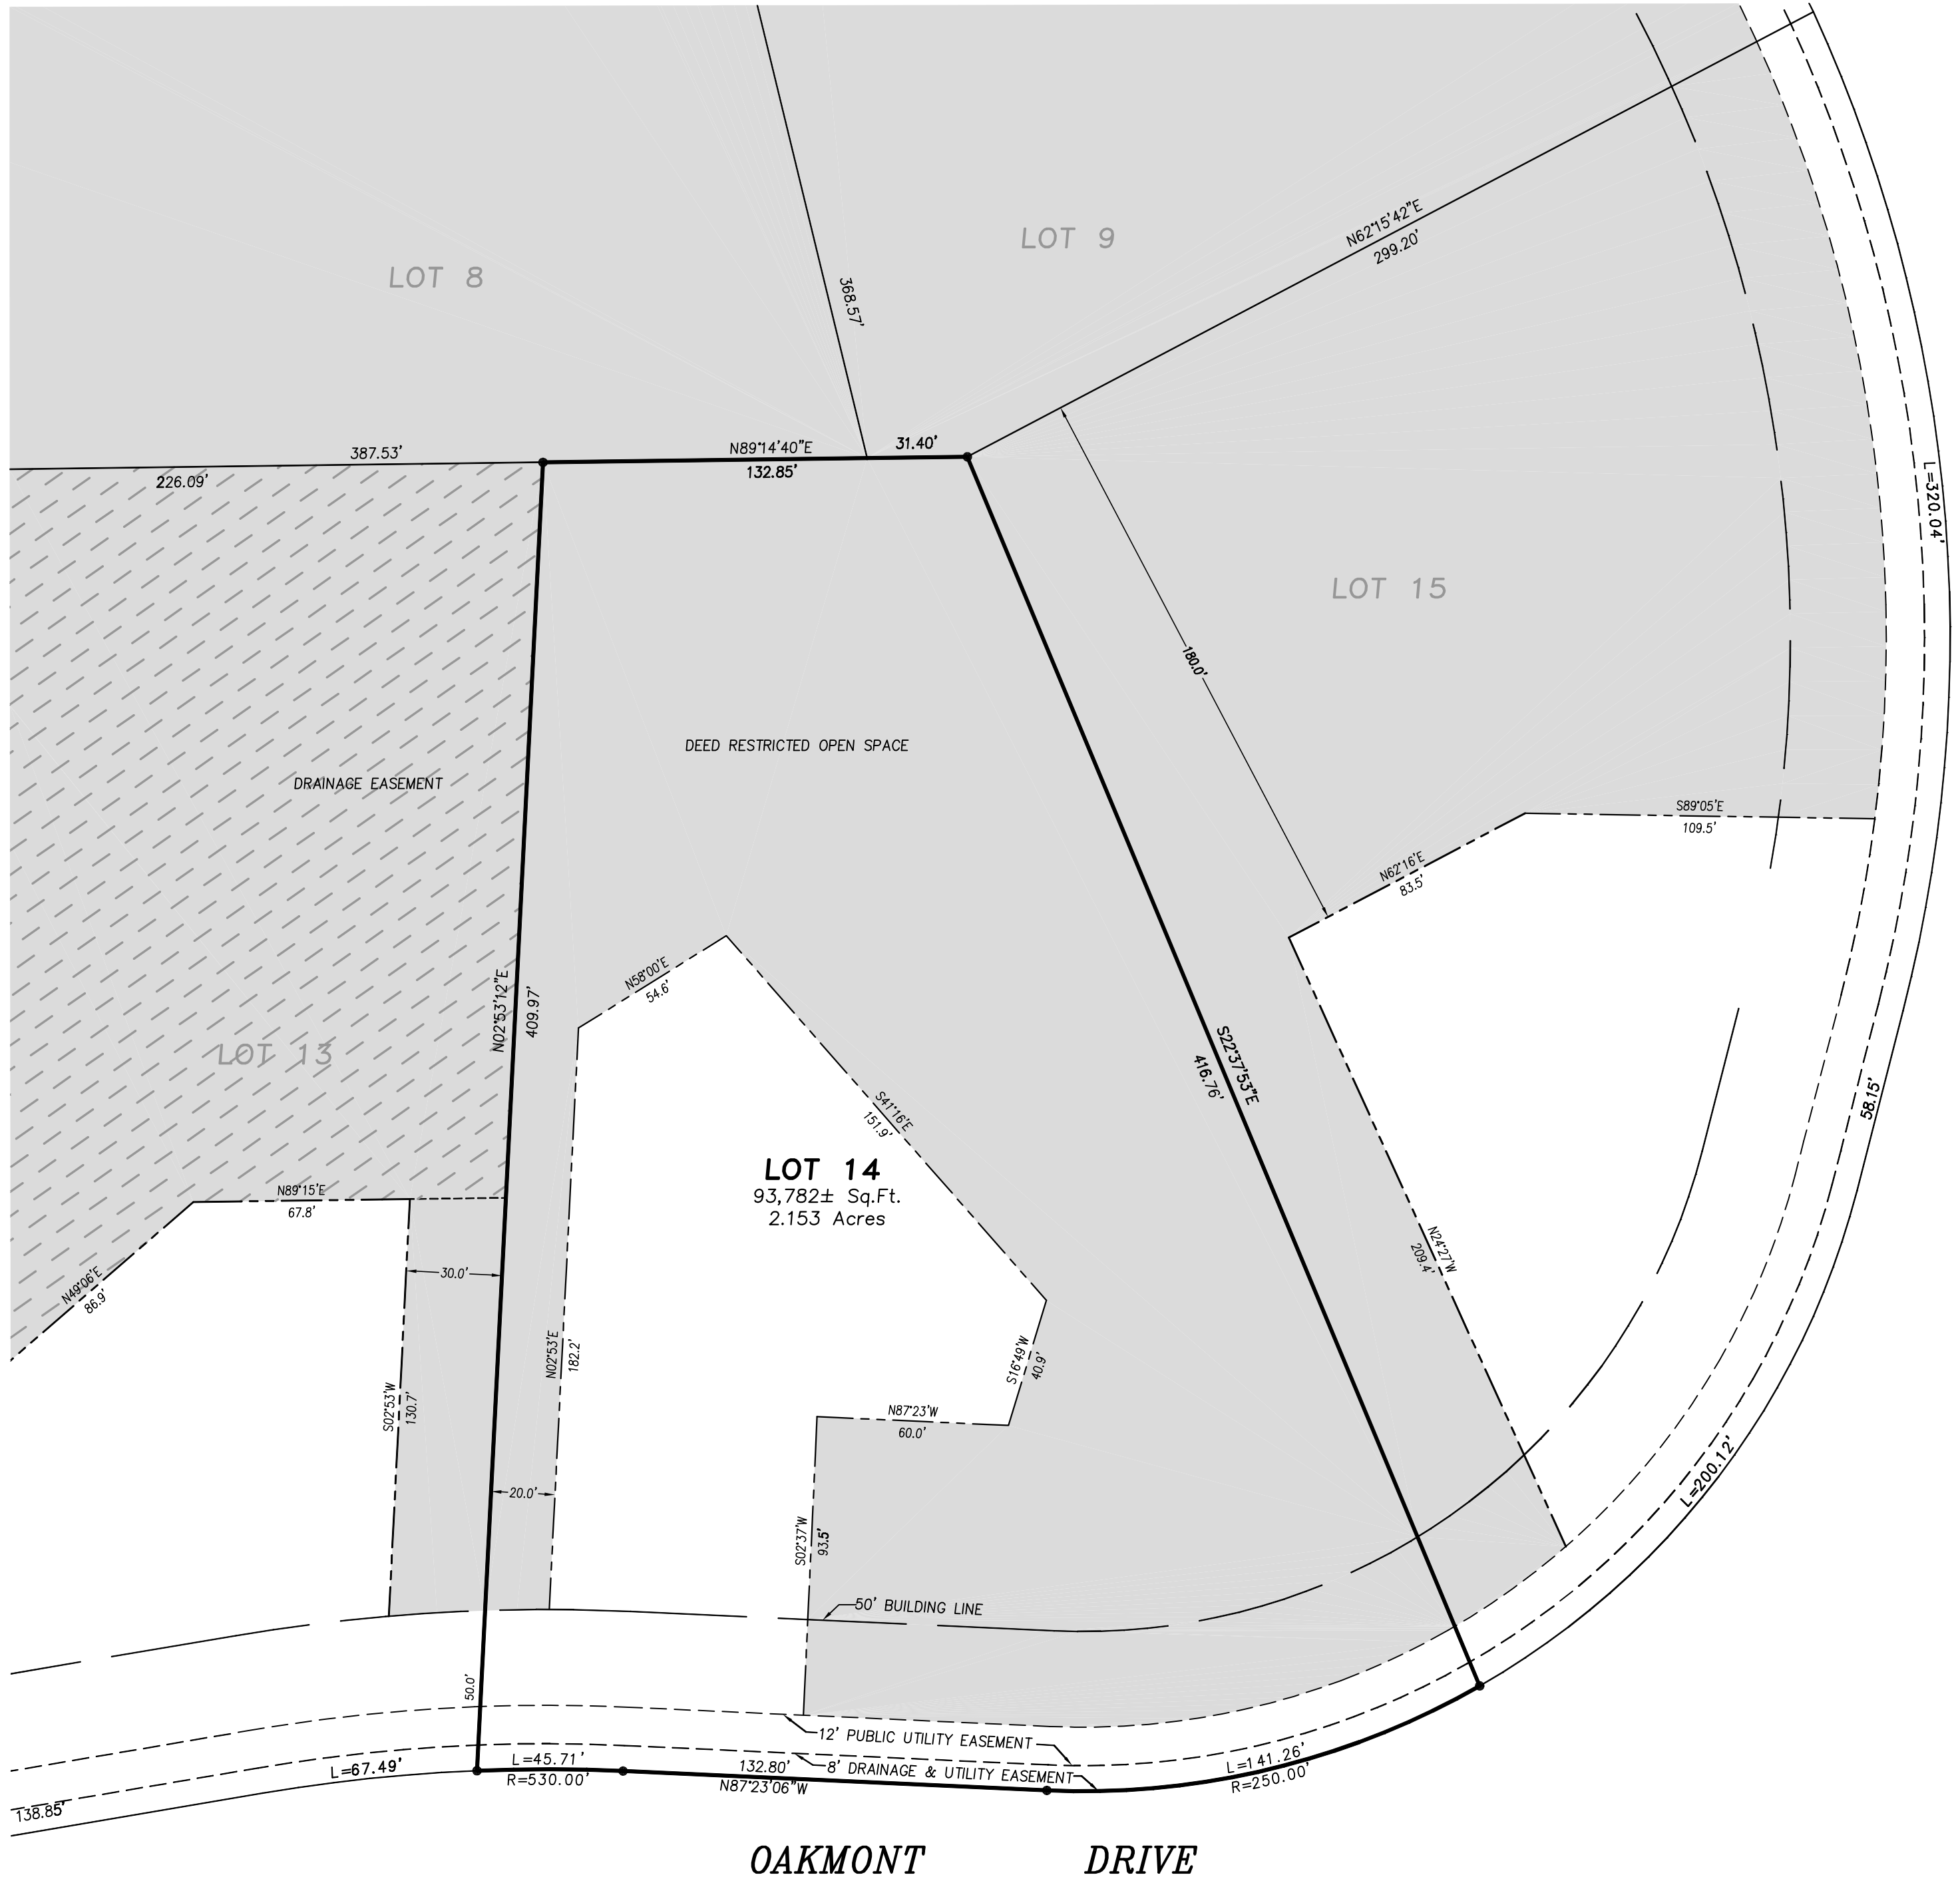 LOT 8
LOT 9
368.57'
N62°15'42"E
299.20'
L=320.04'
387.53'
226.09'
N89°14'40"E
132.85'
31.40'
180.0'
LOT 15
DEED RESTRICTED OPEN SPACE
DRAINAGE EASEMENT
S89°05'E
109.5'
N62°16'E
83.5'
N58°00'E
54.6'
N02°53'12"E
409.97'
LOT 13
S22°37'53"E
416.76'
58.15'
S41°16'E
151.9'
LOT 14
93,782± Sq.Ft.
2.153 Acres
N89°15'E
67.8'
N49°06'E
86.9'
30.0'
N24°27'W
209.4'
N02°53'E
182.2'
S16°49'W
40.9'
S02°53'W
130.7'
N87°23'W
60.0'
L=200.12'
20.0'
S02°37'W
93.5'
50' BUILDING LINE
50.0'
12' PUBLIC UTILITY EASEMENT
8' DRAINAGE & UTILITY EASEMENT
L=67.49'
L=45.71'
R=530.00'
132.80'
N87°23'06"W
L=141.26'
R=250.00'
138.85'
OAKMONT DRIVE